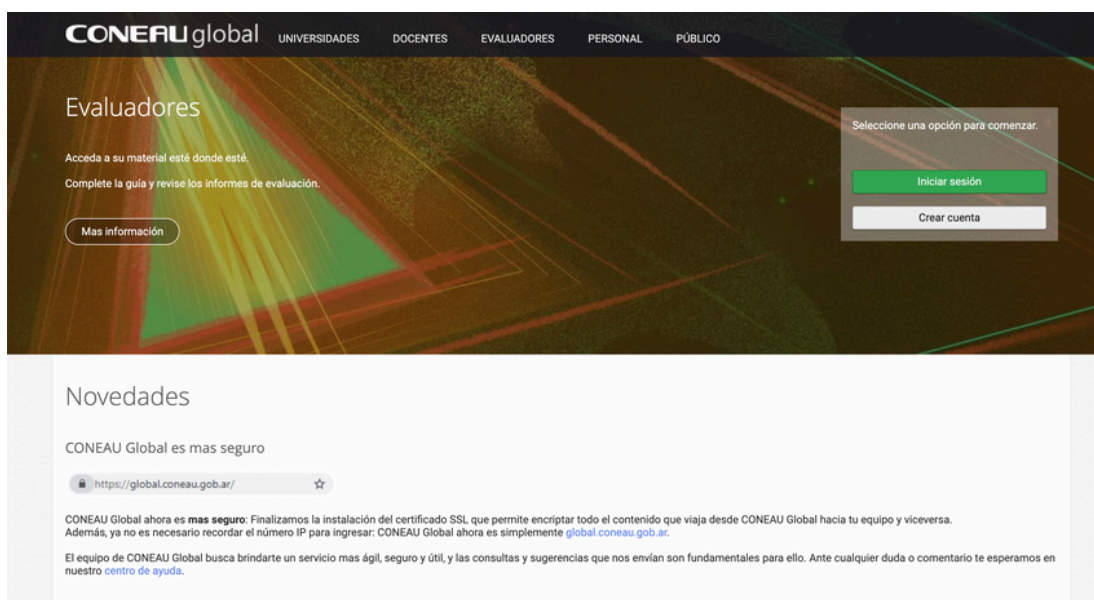 CONEAU global UNIVERSIDADES DOCENTES EVALUADORES PERSONAL PÚBLICO
Evaluadores
Acceda a su material esté donde esté.
Complete la guía y revise los informes de evaluación.
Mas información
Seleccione una opción para comenzar.
Iniciar sesión
Crear cuenta
Novedades
CONEAU Global es mas seguro
https://global.coneau.gob.ar/
CONEAU Global ahora es mas seguro: Finalizamos la instalación del certificado SSL que permite encriptar todo el contenido que viaja desde CONEAU Global hacia tu equipo y viceversa.
Además, ya no es necesario recordar el número IP para ingresar: CONEAU Global ahora es simplemente global.coneau.gob.ar.
El equipo de CONEAU Global busca brindarte un servicio mas ágil, seguro y útil, y las consultas y sugerencias que nos envían son fundamentales para ello. Ante cualquier duda o comentario te esperamos en
nuestro centro de ayuda.